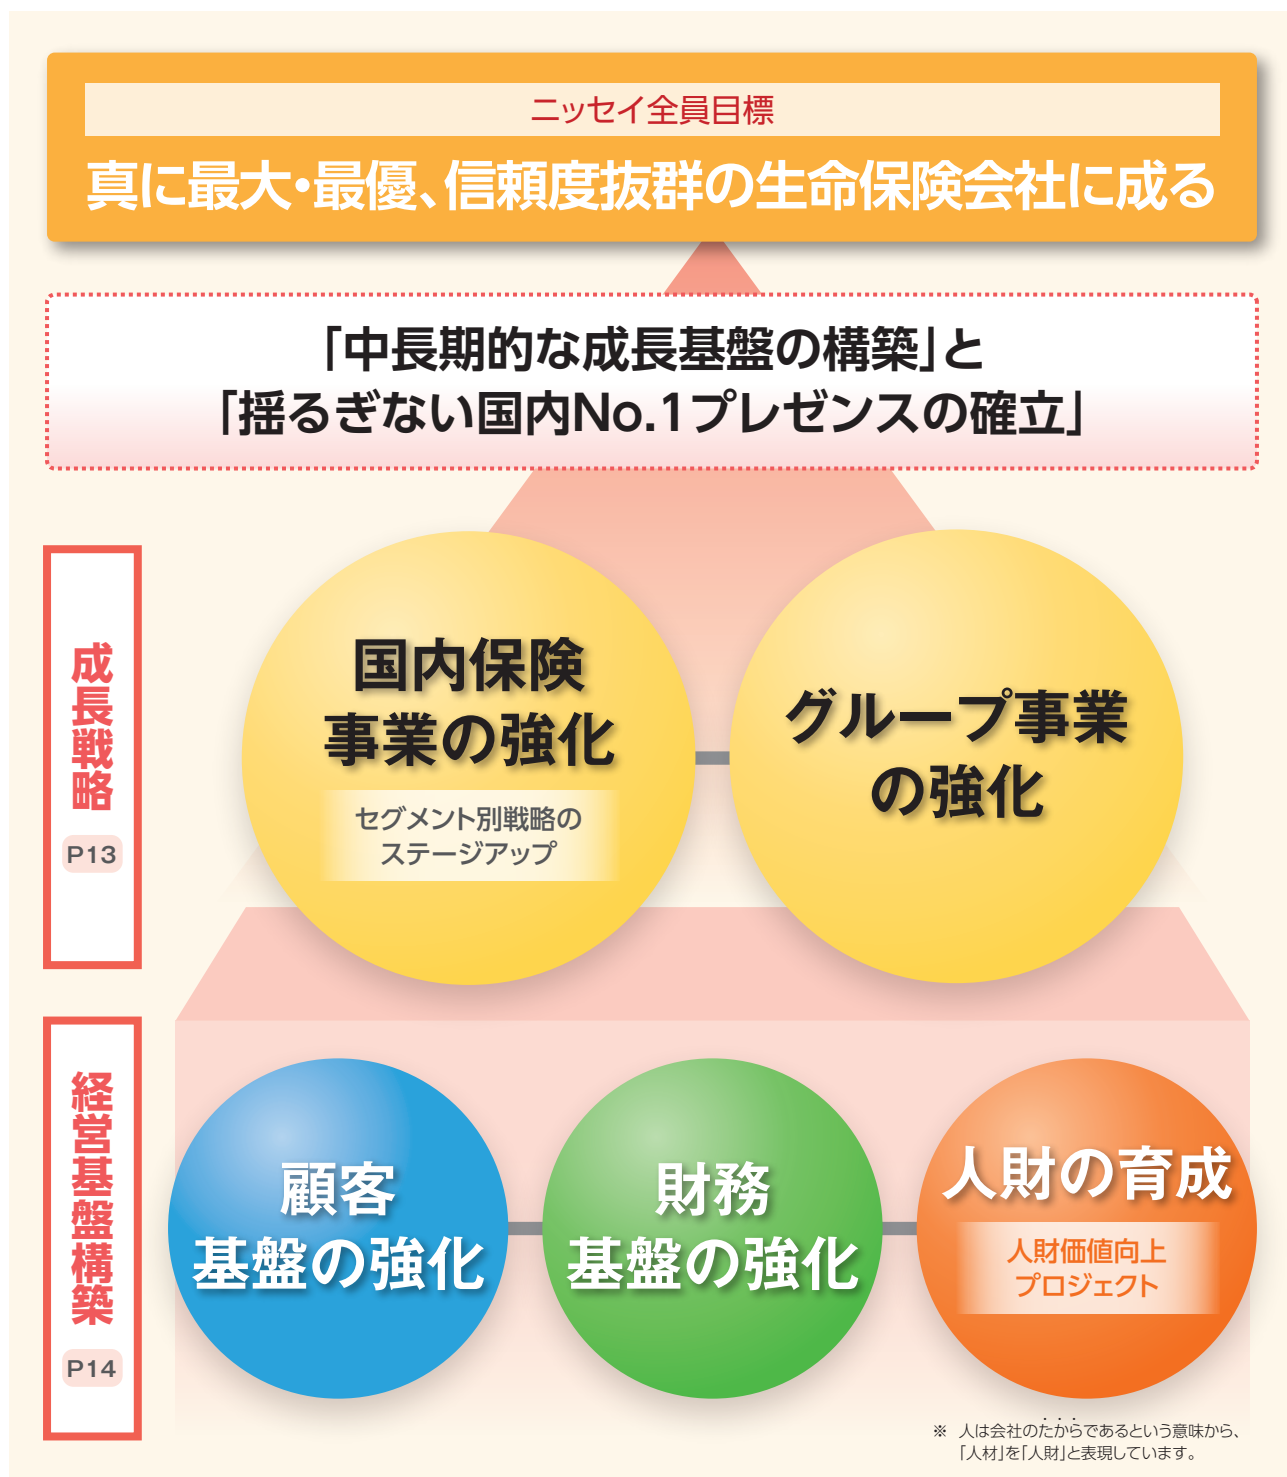 ニッセイ全員目標
真に最大・最優、信頼度抜群の生命保険会社に成る
「中長期的な成長基盤の構築」と
「揺るぎない国内No.1プレゼンスの確立」
成長戦略
P13
国内保険
事業の強化
セグメント別戦略の
ステージアップ
グループ事業
の強化
経営基盤構築
P14
顧客
基盤の強化
財務
基盤の強化
人財の育成
人財価値向上
プロジェクト
※ 人は会社のたからであるという意味から、
「人材」を「人財」と表現しています。